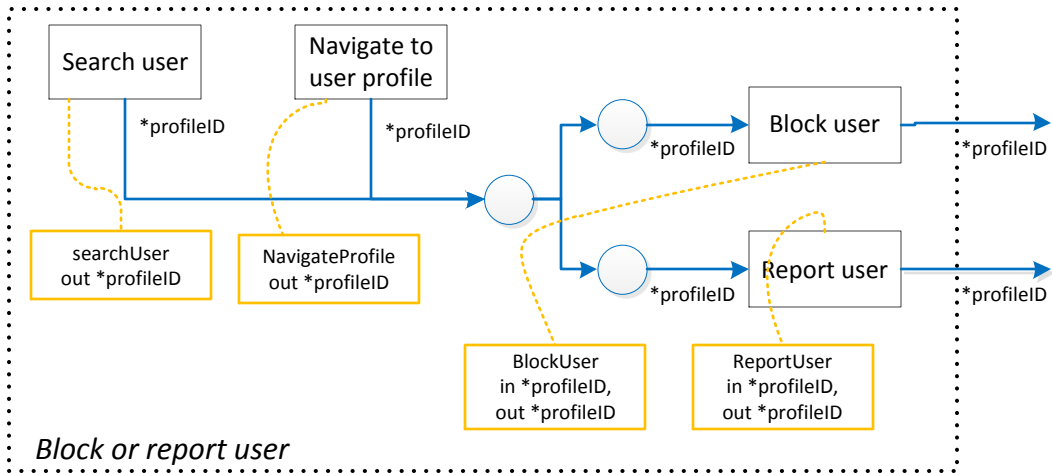 Search user
Navigate to
user profile
*profileID
*profileID
*profileID
Block user
*profileID
searchUser
out *profileID
NavigateProfile
out *profileID
*profileID
Report user
*profileID
BlockUser
in *profileID,
out *profileID
ReportUser
in *profileID,
out *profileID
Block or report user